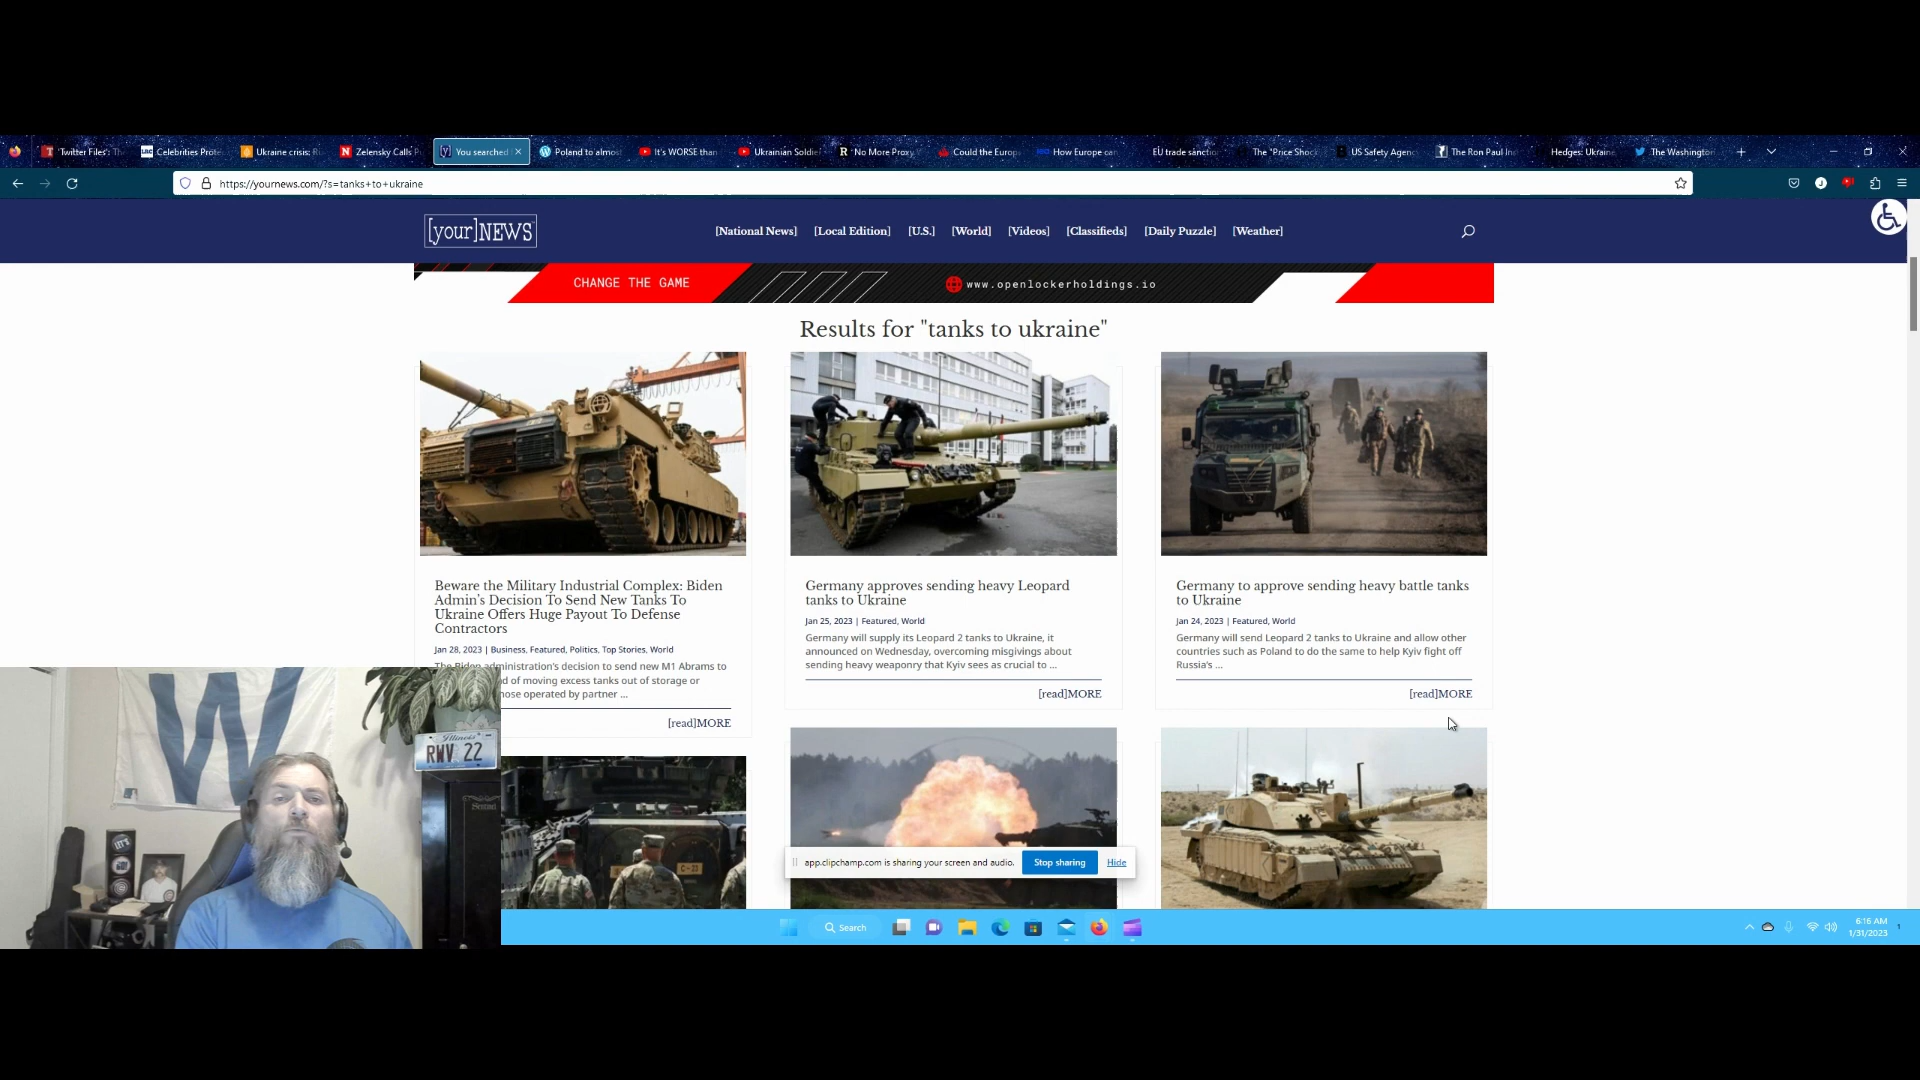 'Twitter Files': Th
Celebrities Prote
Ukraine crisis: R
Zelensky Calls
You searched
Poland to almos
It's WORSE than
Ukrainian Soldie
"No More Proxy
Could the Europ
How Europe can
EU trade sanctio
The "Price Shoc
US Safety Agenc
The Ron Paul In
Hedges: Ukraine
The Washington
https://yournews.com/?s=tanks+to+ukraine
[your]NEWS
[National News]
[Local Edition]
[U.S.]
[World]
[Videos]
[Classifieds]
[Daily Puzzle]
[Weather]
CHANGE THE GAME
www.openlockerholdings.io
Results for "tanks to ukraine"
Beware the Military Industrial Complex: Biden
Admin's Decision To Send New Tanks To
Ukraine Offers Huge Payout To Defense
Contractors
Jan 28, 2023 | Business, Featured, Politics, Top Stories, World
The Biden administration's decision to send new M1 Abrams to
d of moving excess tanks out of storage or
hose operated by partner ...
[read]MORE
Germany approves sending heavy Leopard
tanks to Ukraine
Jan 25, 2023 | Featured, World
Germany will supply its Leopard 2 tanks to Ukraine, it
announced on Wednesday, overcoming misgivings about
sending heavy weaponry that Kyiv sees as crucial to ...
[read]MORE
Germany to approve sending heavy battle tanks
to Ukraine
Jan 24, 2023 | Featured, World
Germany will send Leopard 2 tanks to Ukraine and allow other
countries such as Poland to do the same to help Kyiv fight off
Russia's ...
[read]MORE
W
Illinois
RWV 22
LET'S
C-23
app.clipchamp.com is sharing your screen and audio.
Stop sharing
Hide
Search
6:16 AM
1/31/2023
1